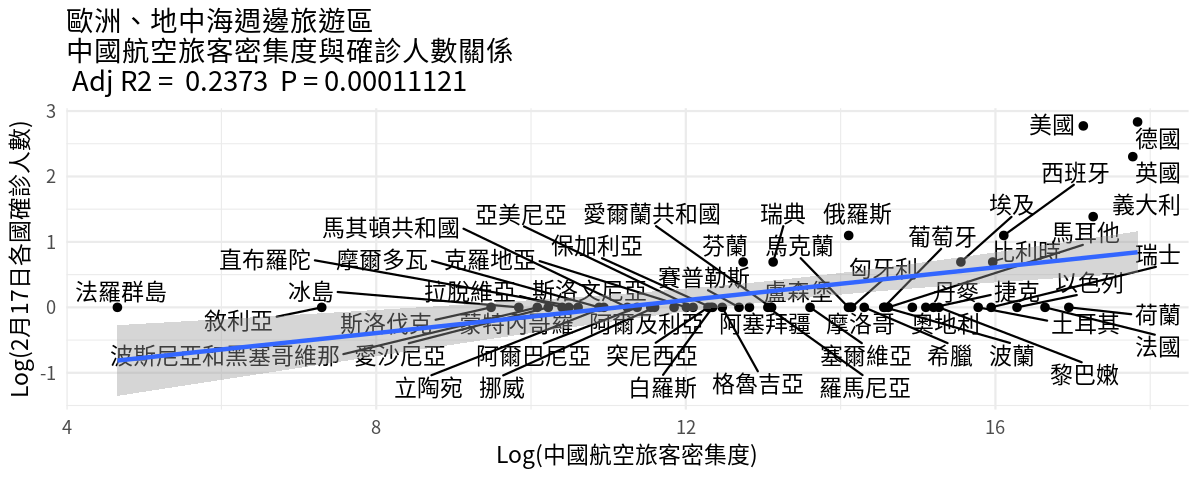 歐洲、地中海週邊旅遊區
中國航空旅客密集度與確診人數關係
Adj R2 = 0.2373 P = 0.00011121
3
2
1
0
-1
Log(2月17日各國確診人數)
美國
德國
英國
西班牙
義大利
埃及
馬耳他
馬其頓共和國
亞美尼亞
愛爾蘭共和國
瑞典
俄羅斯
葡萄牙
比利時
瑞士
直布羅陀
摩爾多瓦
克羅地亞
保加利亞
芬蘭
烏克蘭
匈牙利
賽普勒斯
以色列
法羅群島
冰島
拉脫維亞
斯洛文尼亞
盧森堡
丹麥
捷克
荷蘭
敘利亞
斯洛伐克
蒙特內哥羅
阿爾及利亞
阿塞拜疆
摩洛哥
奧地利
土耳其
法國
波斯尼亞和黑塞哥維那
愛沙尼亞
阿爾巴尼亞
突尼西亞
塞爾維亞
希臘
波蘭
黎巴嫩
立陶宛
挪威
白羅斯
格魯吉亞
羅馬尼亞
4
8
12
16
Log(中國航空旅客密集度)